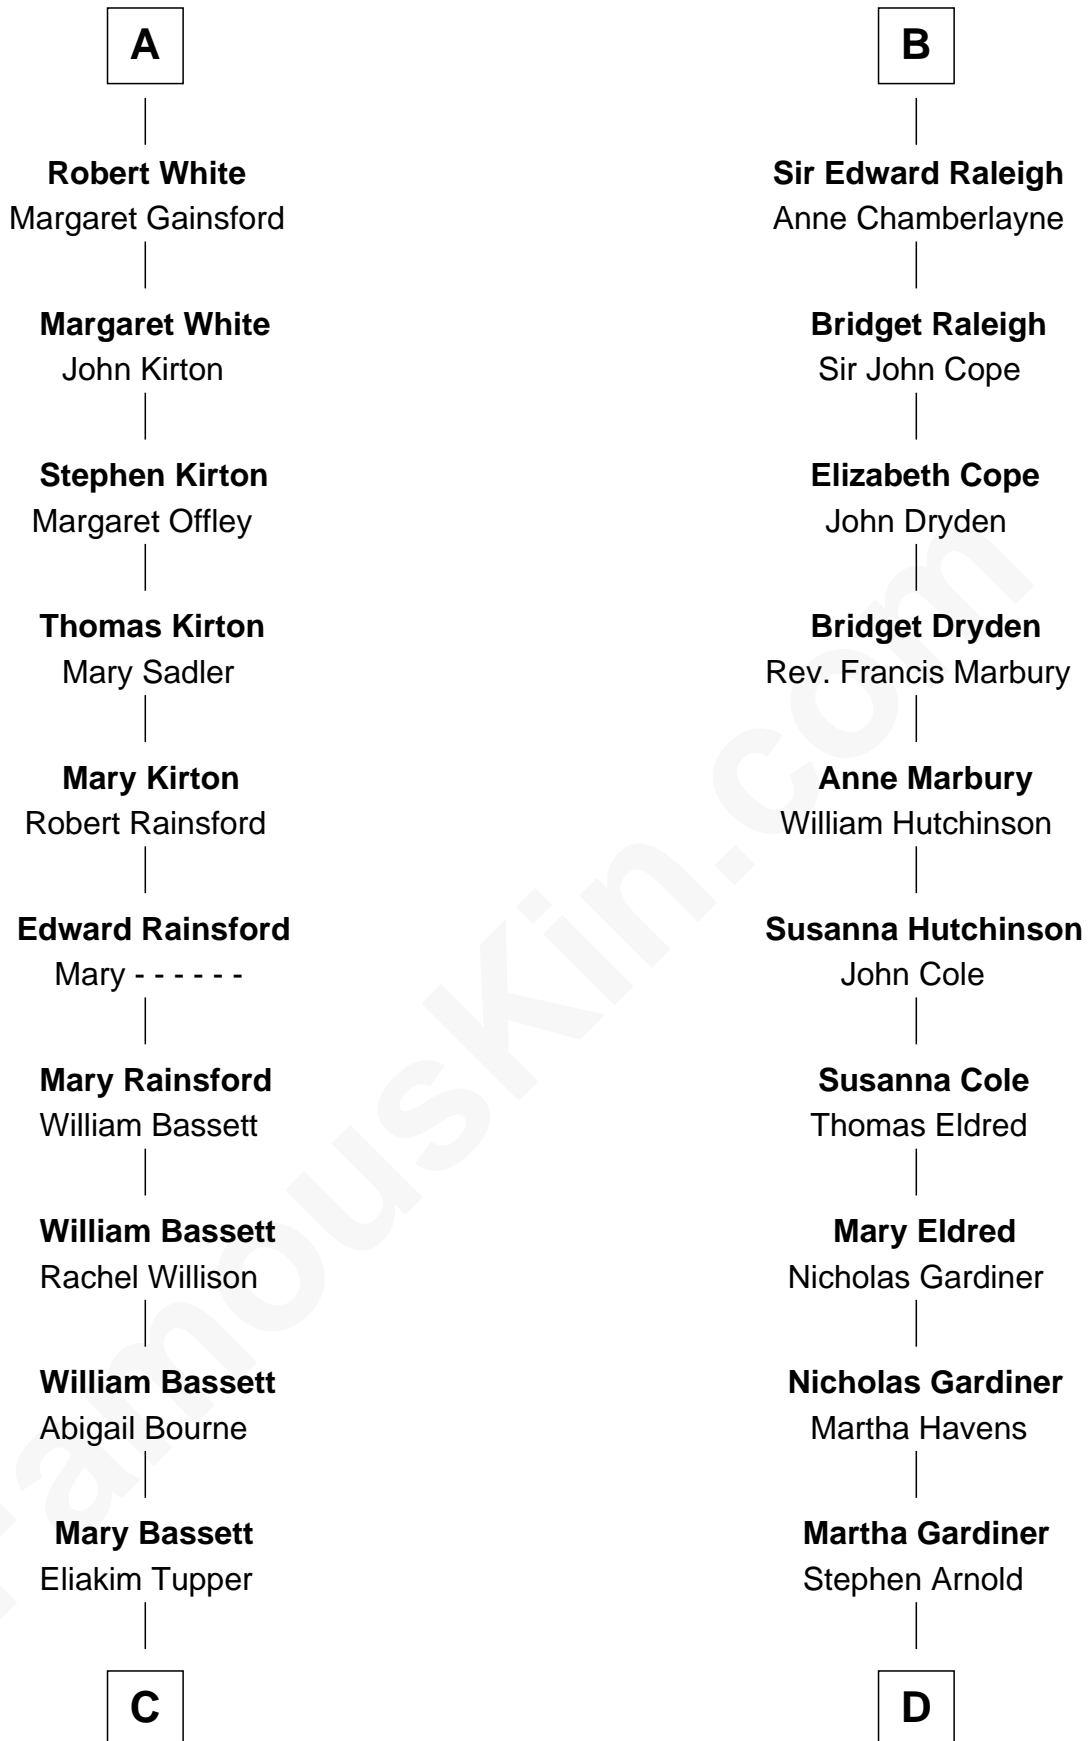 A
Robert White
Margaret Gainsford
Margaret White
John Kirton
Stephen Kirton
Margaret Offley
Thomas Kirton
Mary Sadler
Mary Kirton
Robert Rainsford
Edward Rainsford
Mary - - - - - -
Mary Rainsford
William Bassett
William Bassett
Rachel Willison
William Bassett
Abigail Bourne
Mary Bassett
Eliakim Tupper
C
B
Sir Edward Raleigh
Anne Chamberlayne
Bridget Raleigh
Sir John Cope
Elizabeth Cope
John Dryden
Bridget Dryden
Rev. Francis Marbury
Anne Marbury
William Hutchinson
Susanna Hutchinson
John Cole
Susanna Cole
Thomas Eldred
Mary Eldred
Nicholas Gardiner
Nicholas Gardiner
Martha Havens
Martha Gardiner
Stephen Arnold
D
FamousKin.com